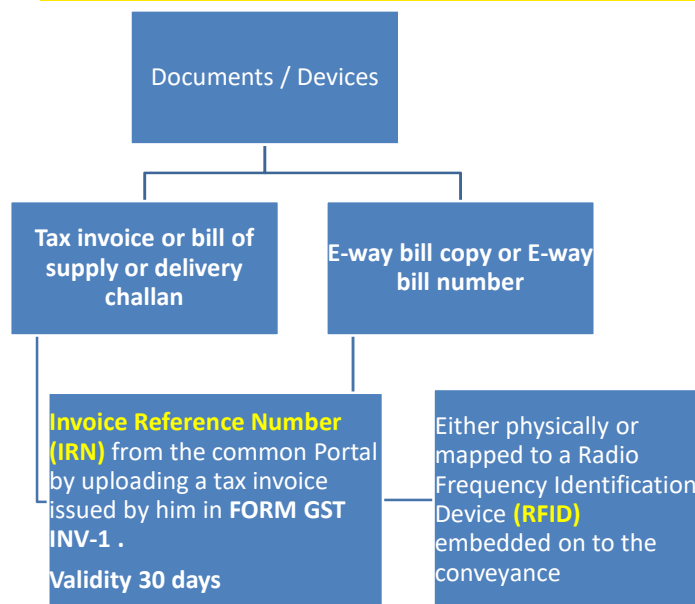 Documents / Devices
Tax invoice or bill of
supply or delivery
challan
E-way bill copy or E-way
bill number
Invoice Reference Number
(IRN) from the common Portal
by uploading a tax invoice
issued by him in FORM GST
INV-1 .
Validity 30 days
Either physically or
mapped to a Radio
Frequency Identification
Device (RFID)
embedded on to the
conveyance